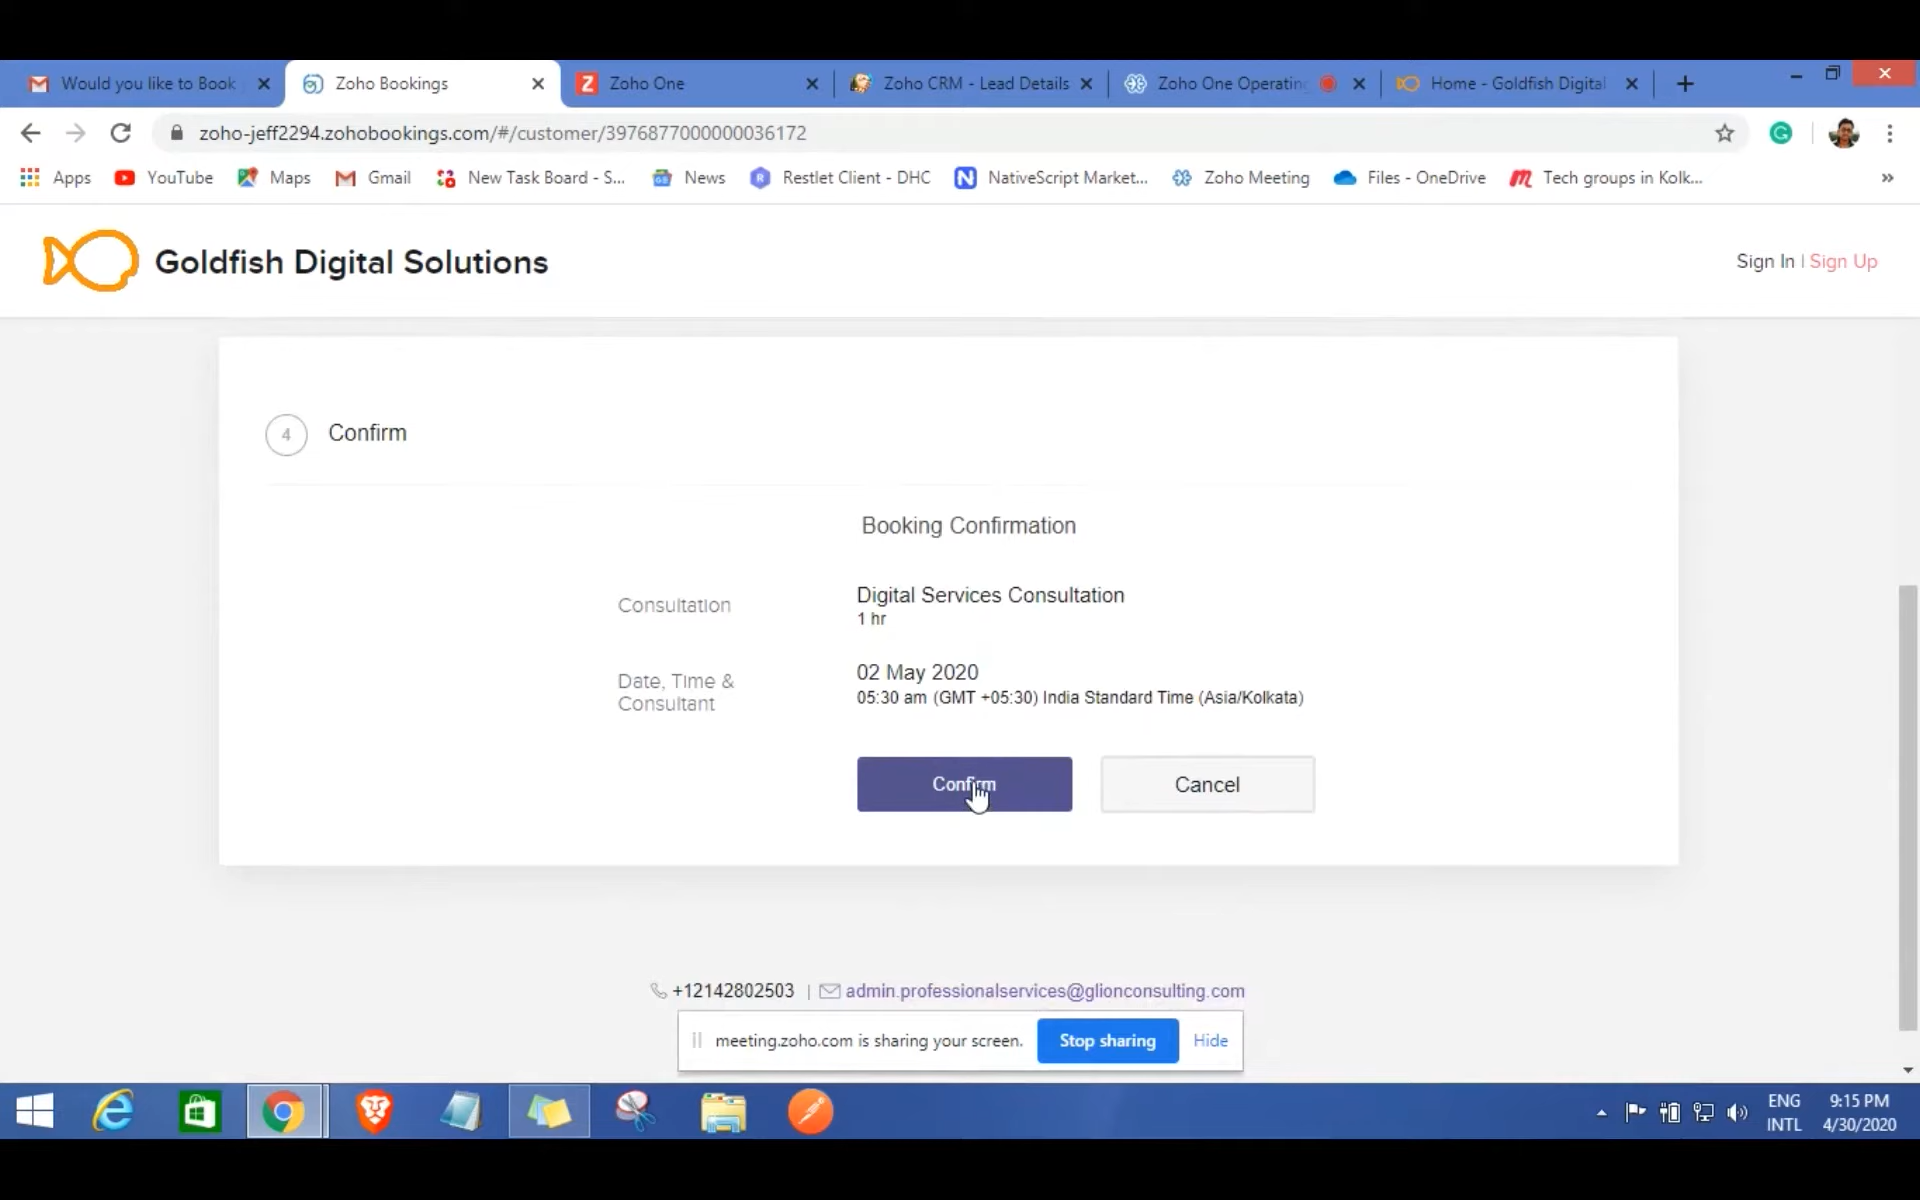 Would you like to Book
Zoho Bookings
Zoho One
Zoho CRM - Lead Details
Zoho One Operating
Home - Goldfish Digital
zoho-jeff2294.zohobookings.com/#/customer/3976877000000036172
Apps
YouTube
Maps
Gmail
New Task Board - S...
News
Restlet Client - DHC
NativeScript Market...
Zoho Meeting
Files - OneDrive
Tech groups in Kolk...
»
Goldfish Digital Solutions
Sign In | Sign Up
4 Confirm
Booking Confirmation
Consultation
Digital Services Consultation
1 hr
Date, Time &
Consultant
02 May 2020
05:30 am (GMT +05:30) India Standard Time (Asia/Kolkata)
Confirm
Cancel
+12142802503 | admin.professionalservices@glionconsulting.com
meeting.zoho.com is sharing your screen.
Stop sharing
Hide
ENG
INTL
9:15 PM
4/30/2020